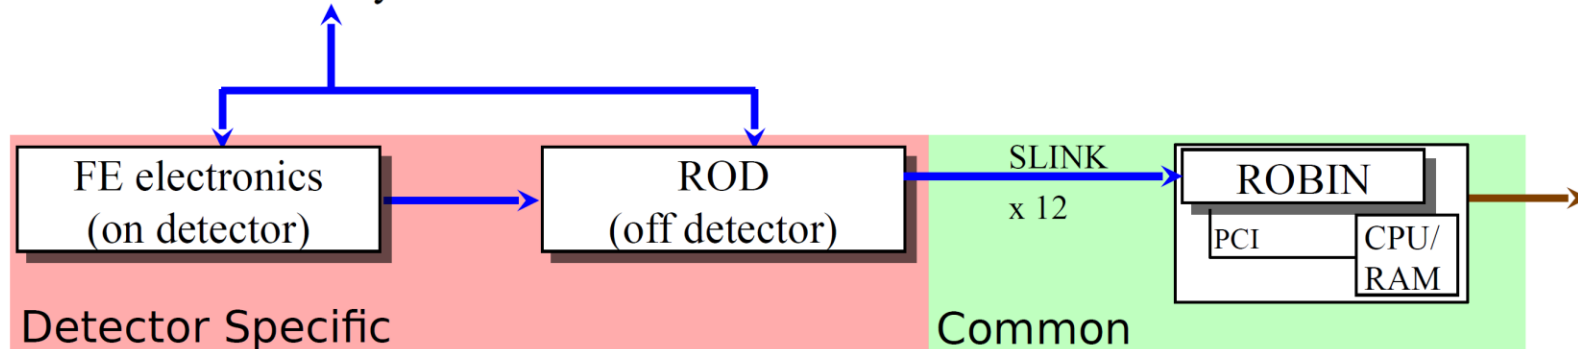 FE electronics
(on detector)
ROD
(off detector)
SLINK
x 12
ROBIN
PCI
CPU/
RAM
Detector Specific
Common